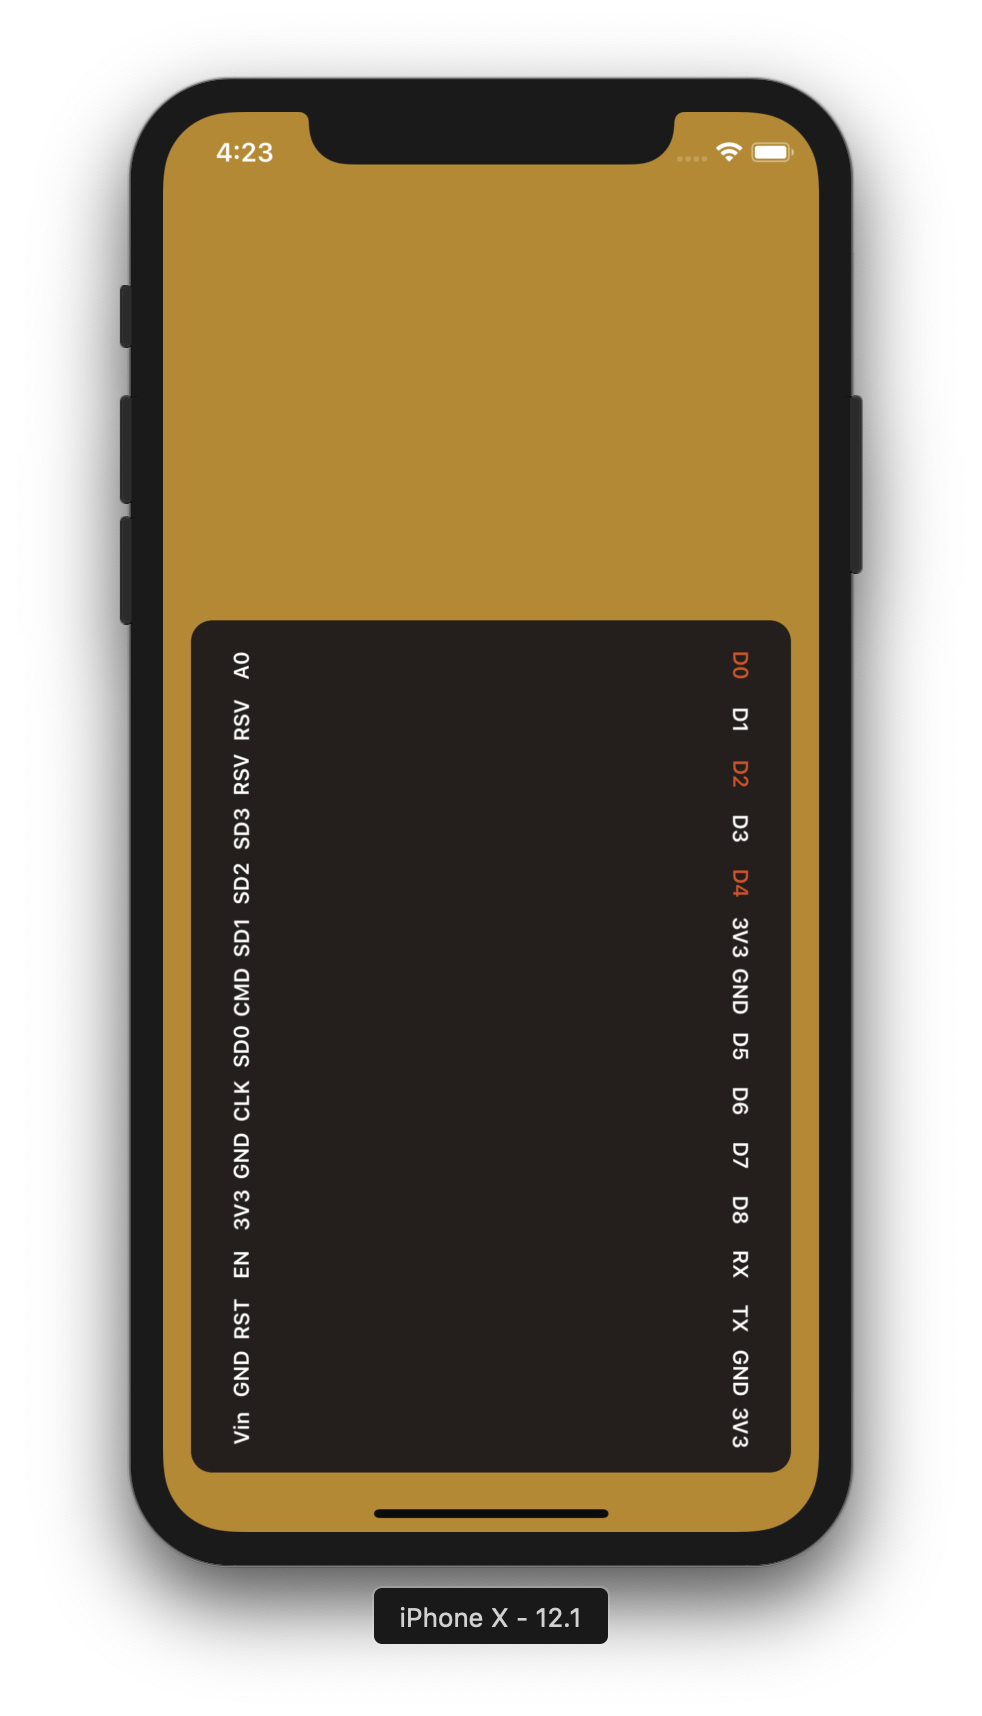 4:23
A0
RSV
RSV
SD3
SD2
SD1
CMD
SD0
CLK
GND
3V3
EN
RST
GND
Vin
D0
D1
D2
D3
D4
3V3
GND
D5
D6
D7
D8
RX
TX
GND
3V3
iPhone X - 12.1